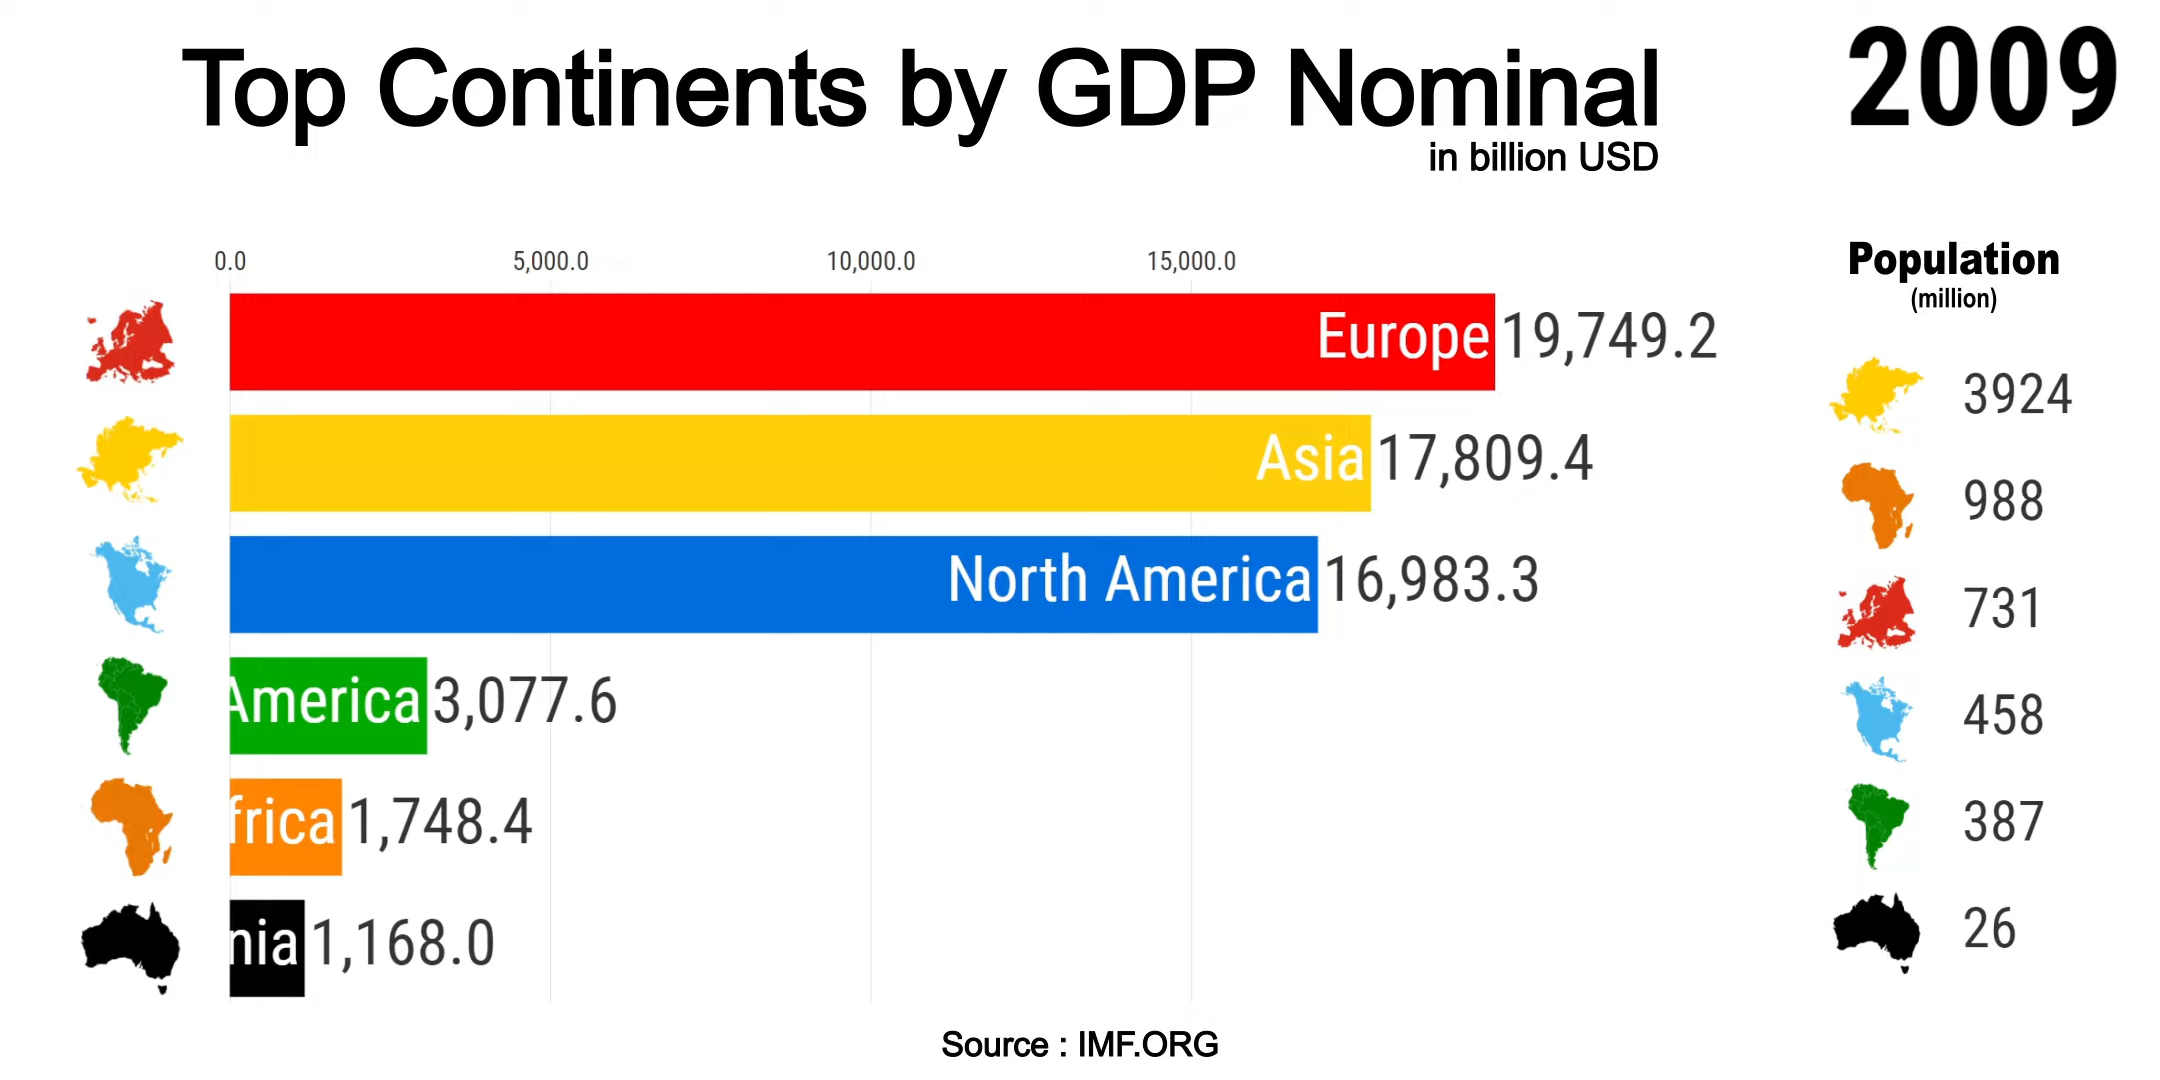 Top Continents by GDP Nominal
in billion USD
2009
0.0 5,000.0 10,000.0 15,000.0
Europe 19,749.2
Asia 17,809.4
North America 16,983.3
America 3,077.6
frica 1,748.4
nia 1,168.0
Population
(million)
3924
988
731
458
387
26
Source : IMF.ORG